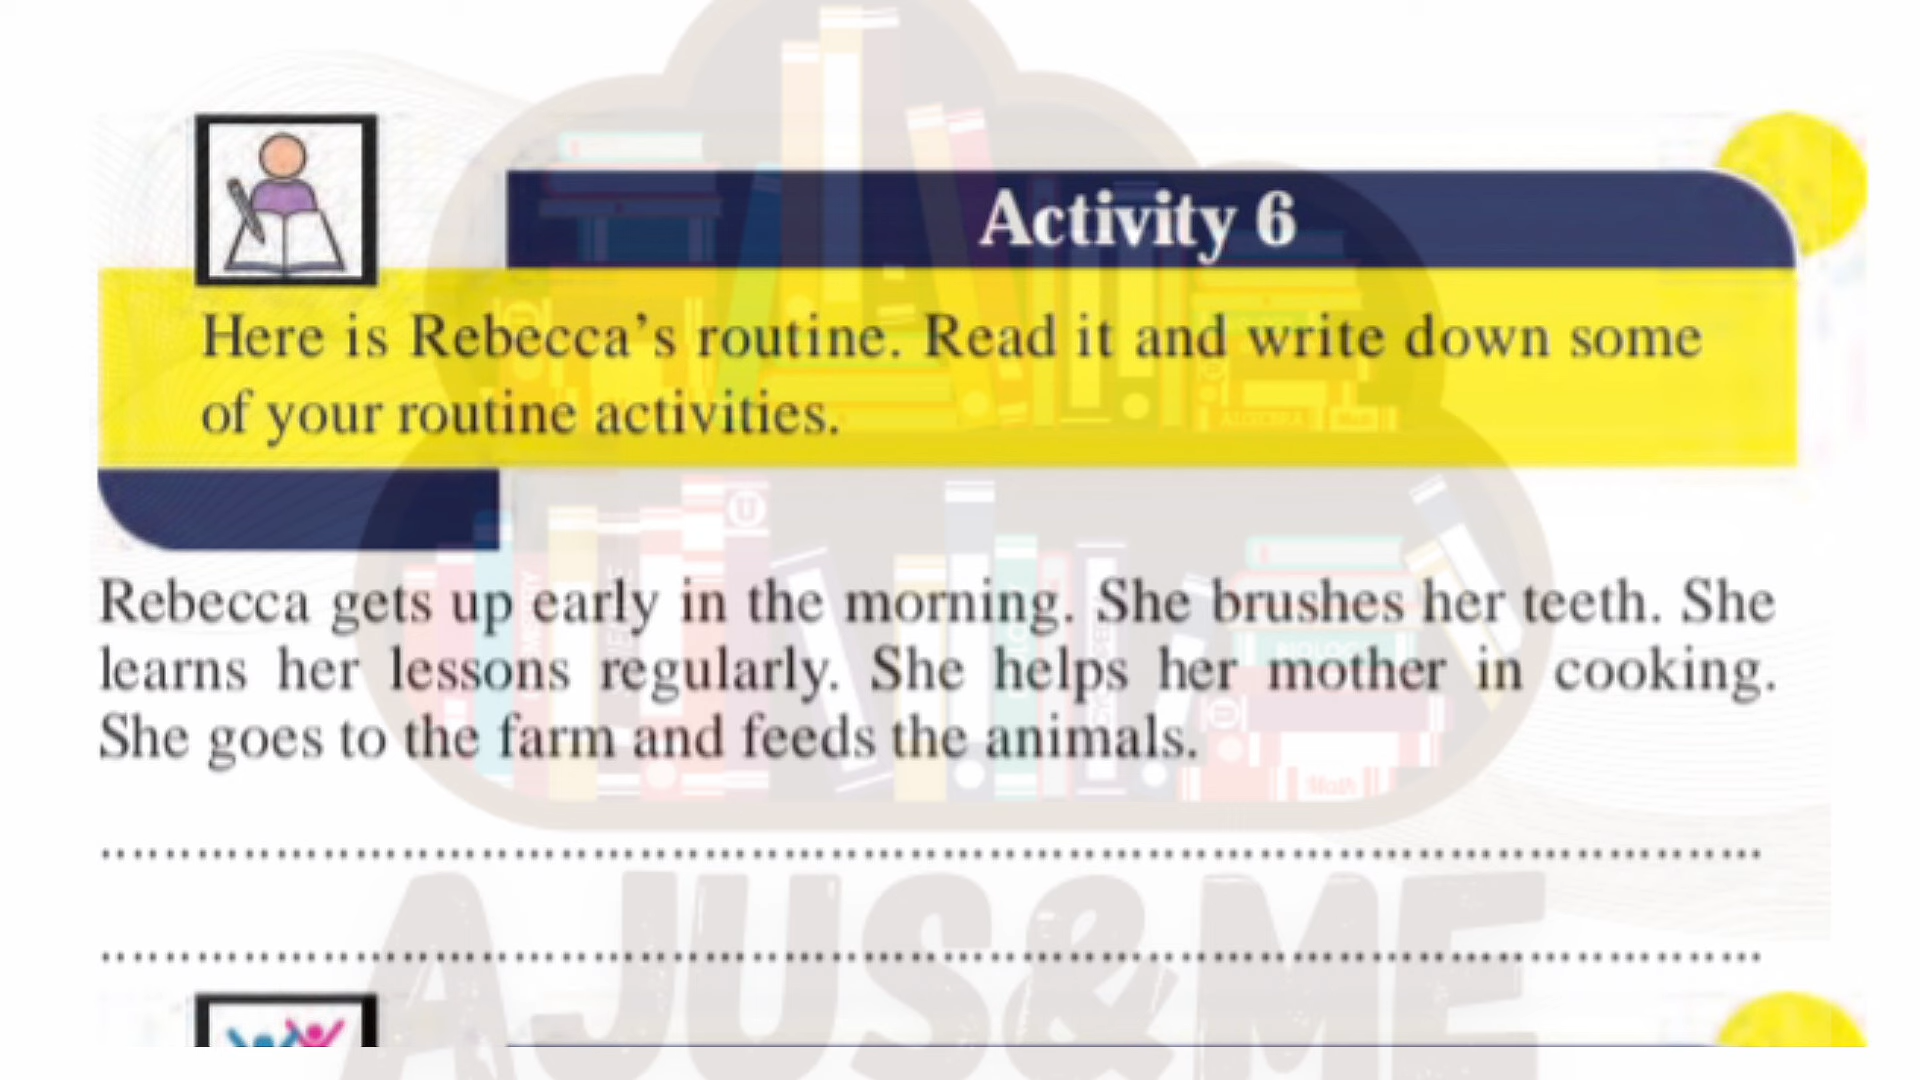 Activity 6
Here is Rebecca's routine. Read it and write down some
of your routine activities.
Rebecca gets up early in the morning. She brushes her teeth. She
learns her lessons regularly. She helps her mother in cooking.
She goes to the farm and feeds the animals.
AJUS&ME